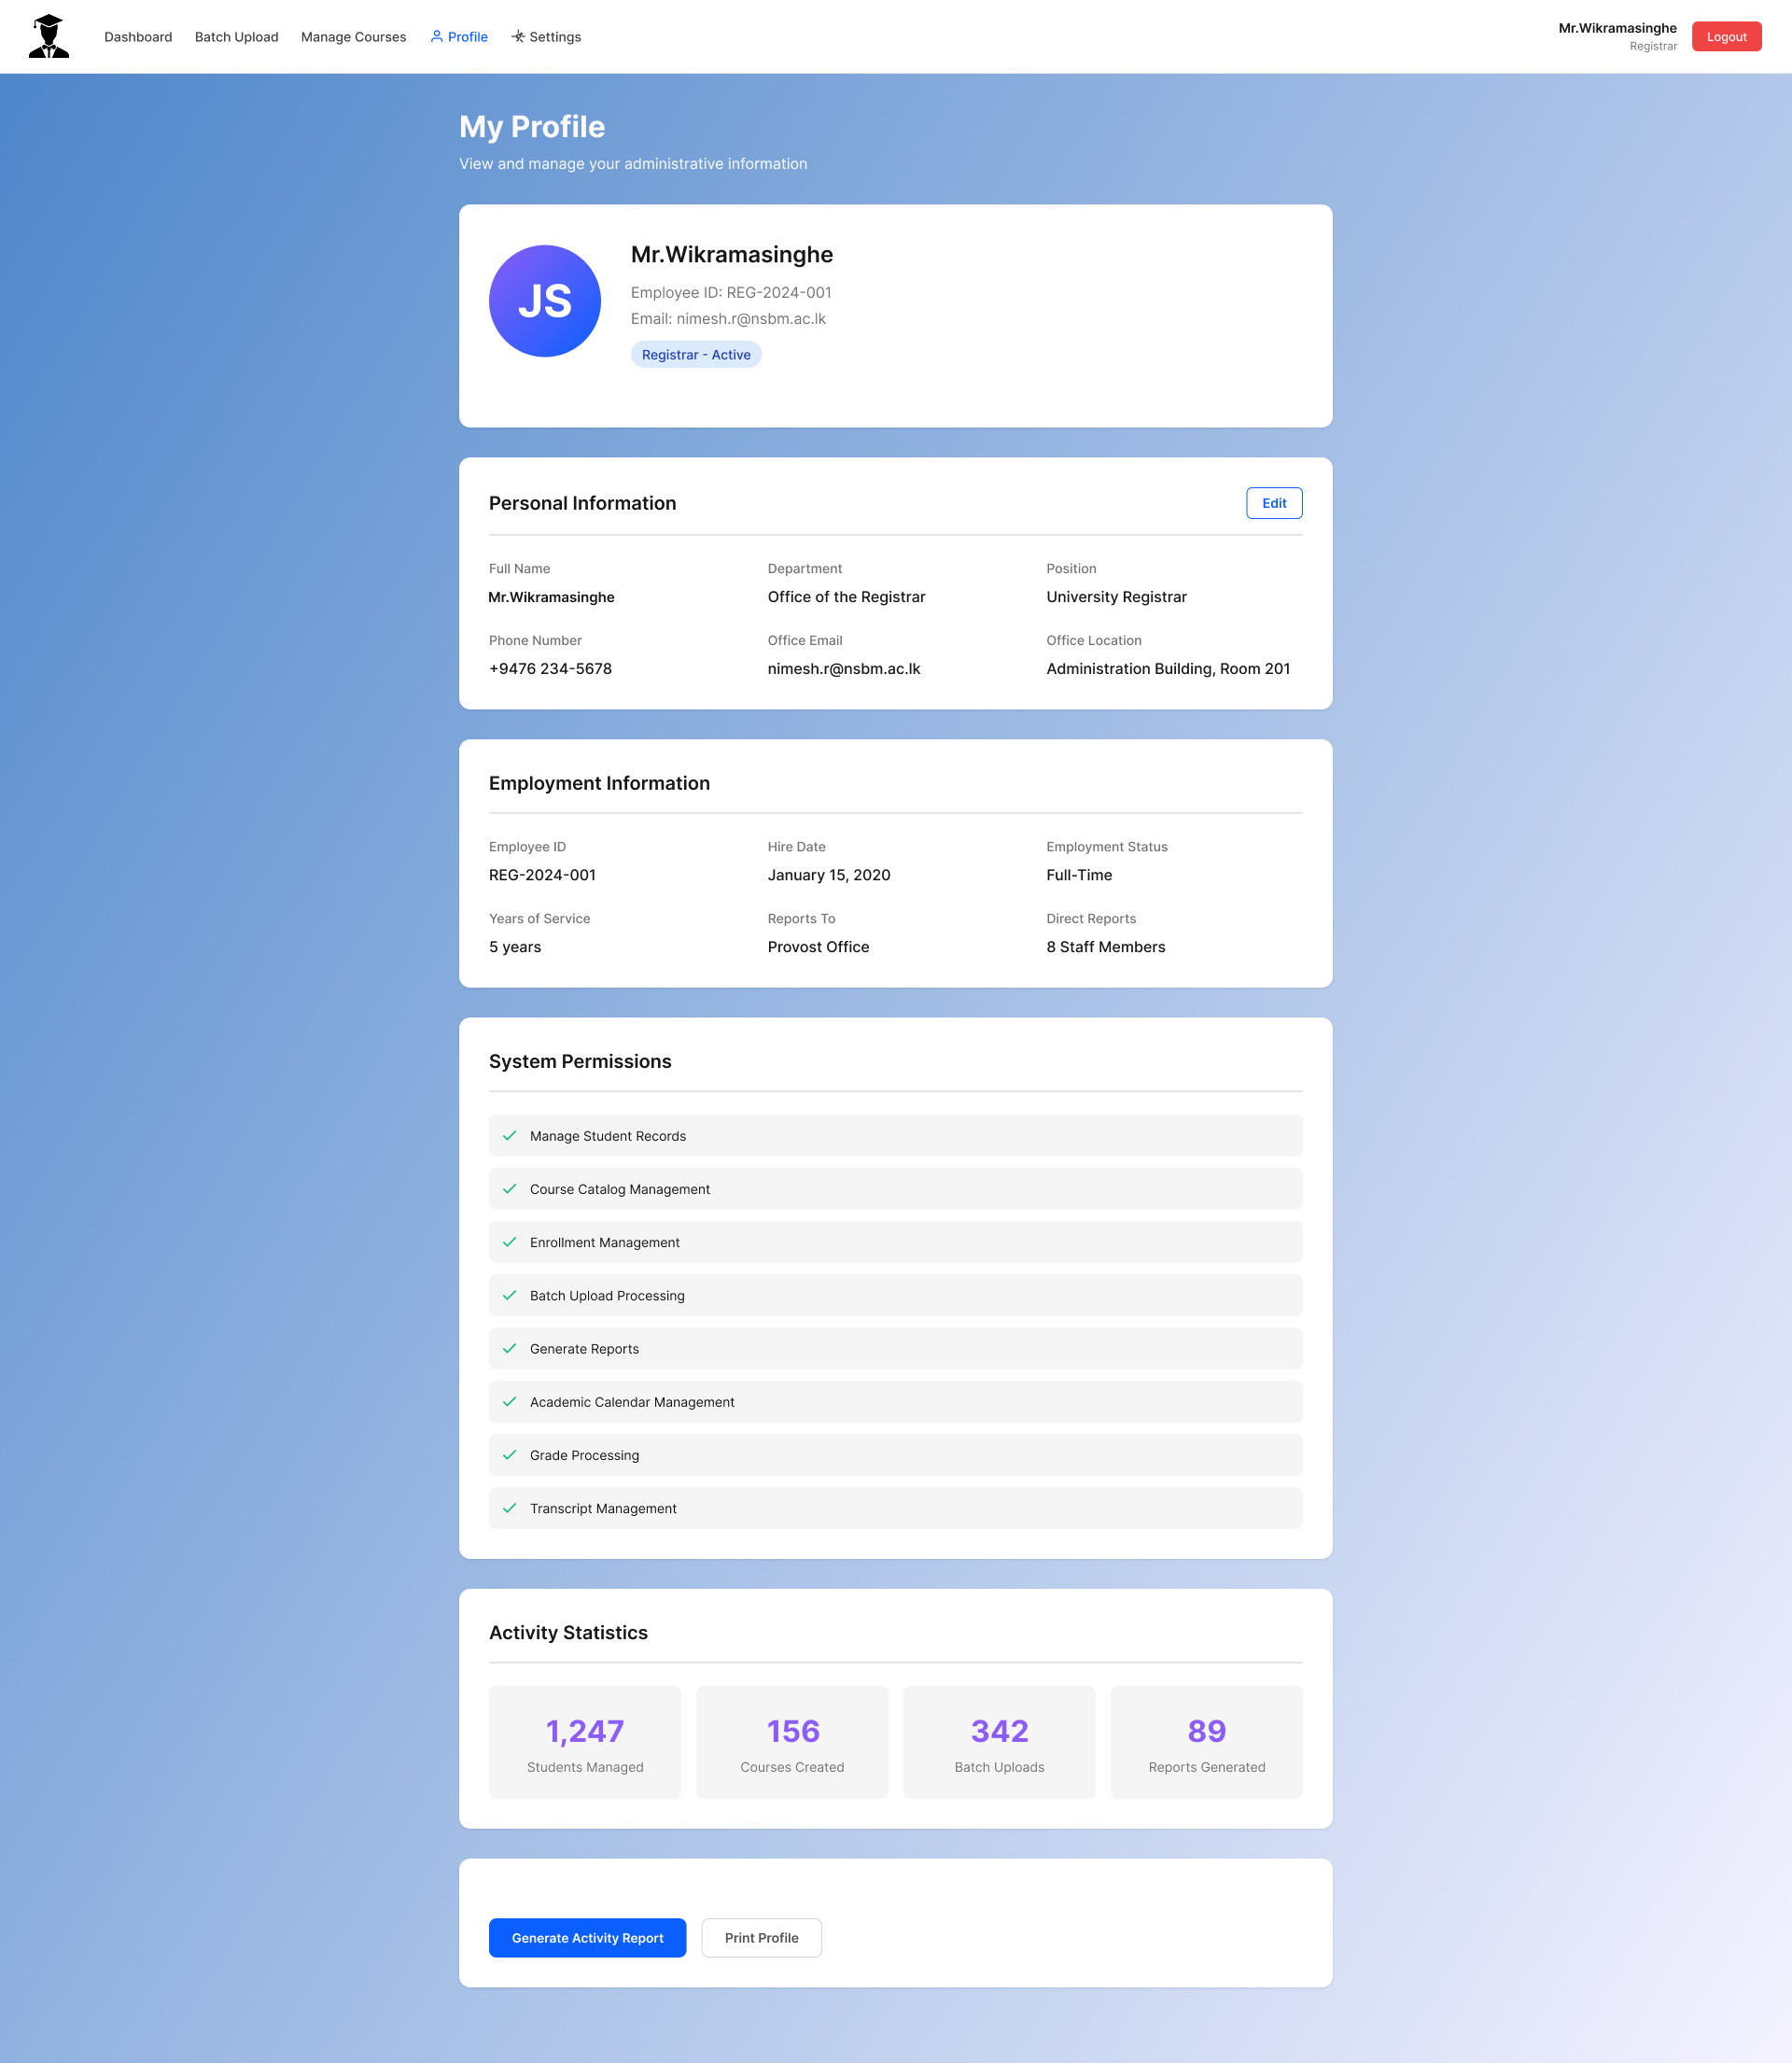 Dashboard Batch Upload Manage Courses Profile Settings
Mr.Wikramasinghe
Registrar
Logout
My Profile
View and manage your administrative information
JS
Mr.Wikramasinghe
Employee ID: REG-2024-001
Email: nimesh.r@nsbm.ac.lk
Registrar - Active
Personal Information
Edit
Full Name Department Position
Mr.Wikramasinghe Office of the Registrar University Registrar
Phone Number Office Email Office Location
+9476 234-5678 nimesh.r@nsbm.ac.lk Administration Building, Room 201
Employment Information
Employee ID Hire Date Employment Status
REG-2024-001 January 15, 2020 Full-Time
Years of Service Reports To Direct Reports
5 years Provost Office 8 Staff Members
System Permissions
Manage Student Records
Course Catalog Management
Enrollment Management
Batch Upload Processing
Generate Reports
Academic Calendar Management
Grade Processing
Transcript Management
Activity Statistics
1,247 156 342 89
Students Managed Courses Created Batch Uploads Reports Generated
Generate Activity Report Print Profile